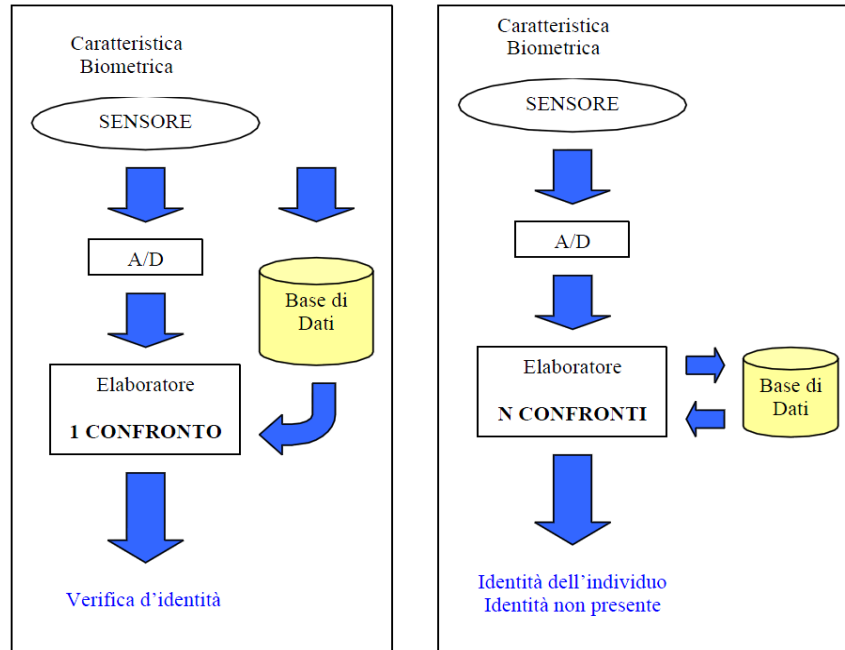 Caratteristica
Biometrica
SENSORE
A/D
Base di
Dati
Elaboratore
1 CONFRONTO
Verifica d'identità
Caratteristica
Biometrica
SENSORE
A/D
Elaboratore
N CONFRONTI
Base di
Dati
Identità dell'individuo
Identità non presente